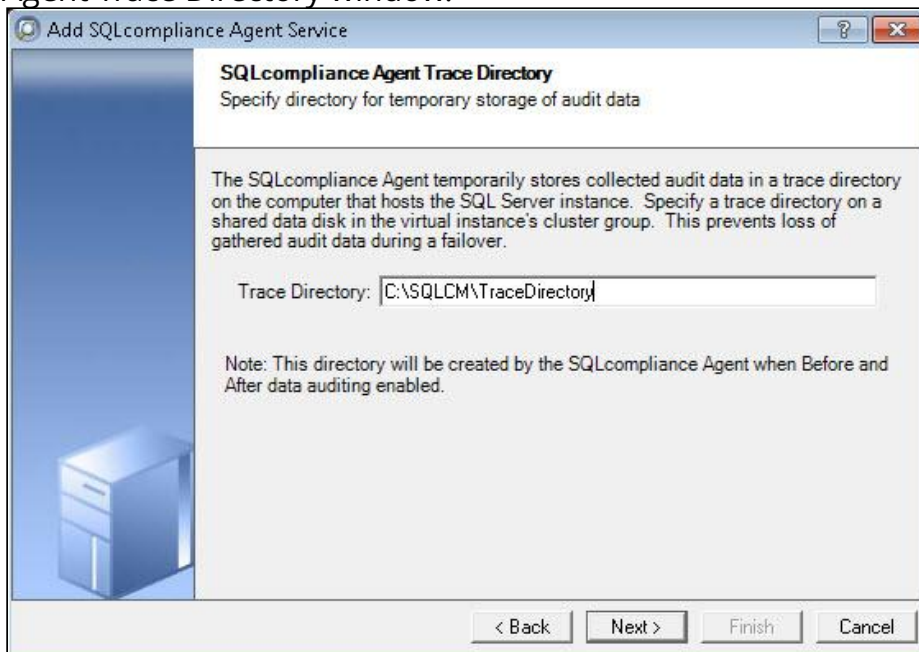 Agent Trace Directory window.
Add SQLcompliance Agent Service
SQLcompliance Agent Trace Directory
Specify directory for temporary storage of audit data
The SQLcompliance Agent temporarily stores collected audit data in a trace directory
on the computer that hosts the SQL Server instance. Specify a trace directory on a
shared data disk in the virtual instance's cluster group. This prevents loss of
gathered audit data during a failover.
Trace Directory: C:\SQLCM\TraceDirectory
Note: This directory will be created by the SQLcompliance Agent when Before and
After data auditing enabled.
< Back Next > Finish Cancel